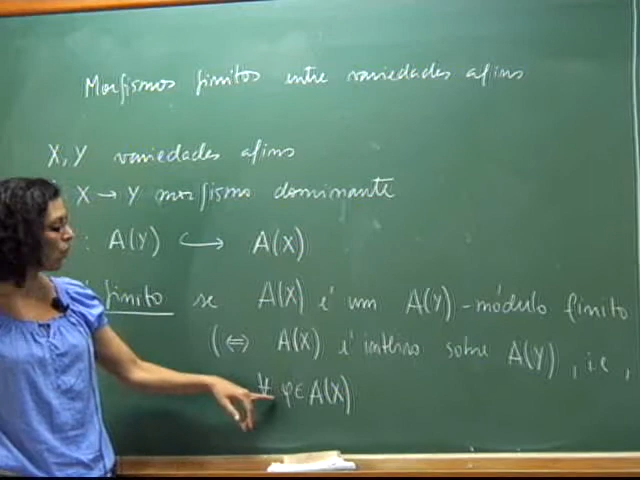 Morfismos finitos entre variedades afins
X, Y variedades afins
X → Y morfismo dominante
: A(Y) ↪ A(X)
finito se A(X) é um A(Y)-módulo finito
(⇔ A(X) é inteiro sobre A(Y), i.e,
∀ φ ∈ A(X)